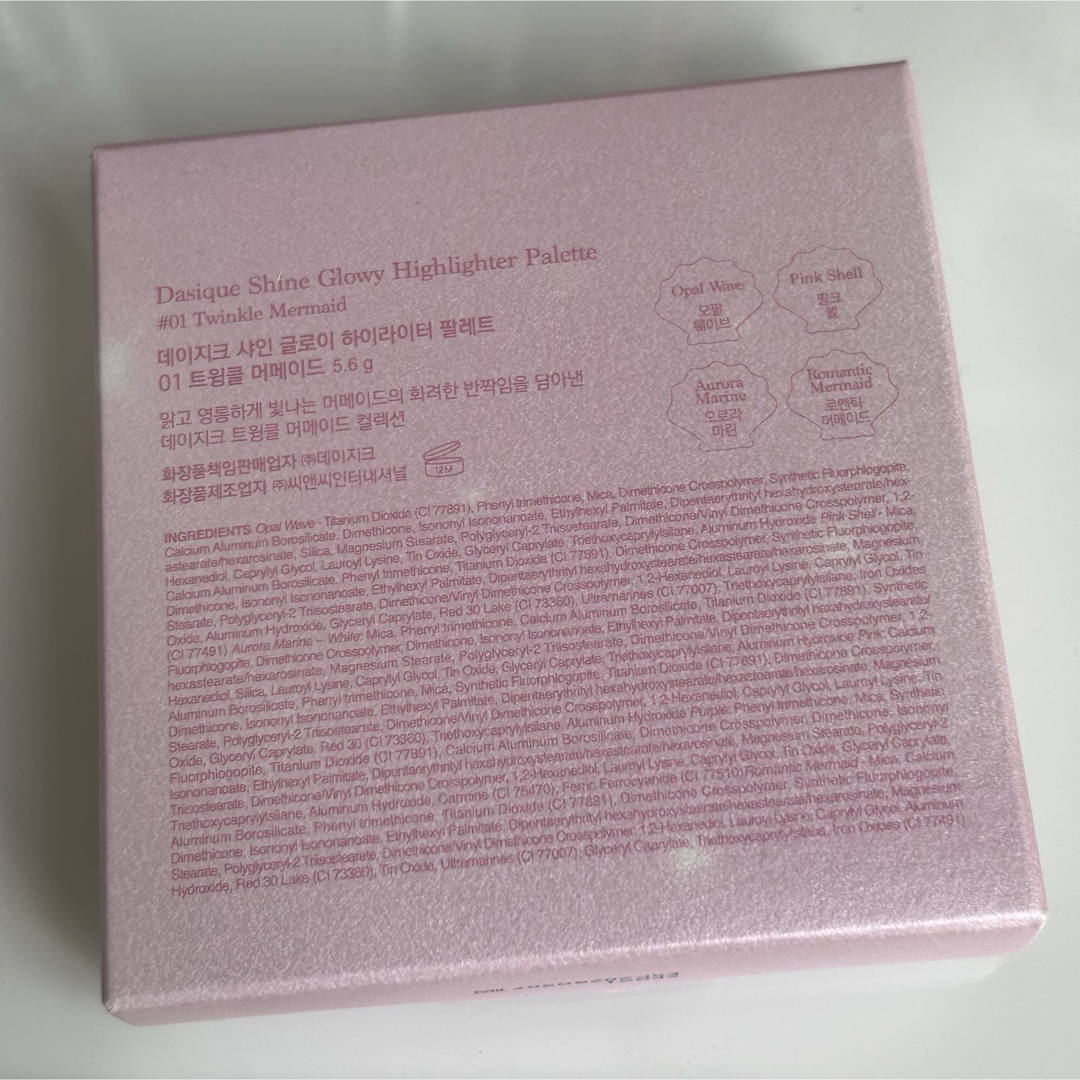 Dasique Shine Glowy Highlighter Palette
#01 Twinkle Mermaid
데이지크 샤인 글로이 하이라이터 팔레트
01 트윙클 머메이드 5.6 g
맑고 영롱하게 빛나는 머메이드의 화려한 반짝임을 담아낸
데이지크 트윙클 머메이드 컬렉션
화장품책임판매업자 ㈜데이지크
화장품제조업자 ㈜씨앤씨인터내셔널
12M
Opal Wave
오팔
웨이브
Pink Shell
핑크
쉘
Aurora
Marine
오로라
마린
Romantic
Mermaid
로맨틱
머메이드
INGREDIENTS Opal Wave - Titanium Dioxide (CI 77891), Phenyl trimethicone, Mica, Dimethicone Crosspolymer, Synthetic Fluorphlogopite,
Calcium Aluminum Borosilicate, Dimethicone, Isononyl Isononanoate, Ethylhexyl Palmitate, Dipentaerythrityl hexahydroxystearate/hex-
astearate/hexarosinate, Silica, Magnesium Stearate, Polyglyceryl-2 Triisostearate, Dimethicone/Vinyl Dimethicone Crosspolymer, 1,2-
Hexanediol, Caprylyl Glycol, Lauroyl Lysine, Tin Oxide, Glyceryl Caprylate, Triethoxycaprylylsilane, Aluminum Hydroxide Pink Shell - Mica,
Calcium Aluminum Borosilicate, Phenyl trimethicone, Titanium Dioxide (CI 77891), Dimethicone Crosspolymer, Synthetic Fluorphlogopite,
Dimethicone, Isononyl Isononanoate, Ethylhexyl Palmitate, Dipentaerythrityl hexahydroxystearate/hexastearate/hexarosinate, Magnesium
Stearate, Polyglyceryl-2 Triisostearate, Dimethicone/Vinyl Dimethicone Crosspolymer, 1,2-Hexanediol, Lauroyl Lysine, Caprylyl Glycol, Tin
Oxide, Aluminum Hydroxide, Glyceryl Caprylate, Red 30 Lake (CI 73360), Ultramarines (CI 77007), Triethoxycaprylylsilane, Iron Oxides
(CI 77491) Aurora Marine – While: Mica, Phenyl trimethicone, Calcium Aluminum Borosilicate, Titanium Dioxide (CI 77891), Synthetic
Fluorphlogopite, Dimethicone Crosspolymer, Dimethicone, Isononyl Isononanoate, Ethylhexyl Palmitate, Dipentaerythrityl hexahydroxystearate/
hexastearate/hexarosinate, Magnesium Stearate, Polyglyceryl-2 Triisostearate, Dimethicone/Vinyl Dimethicone Crosspolymer, 1,2-
Hexanediol, Silica, Lauroyl Lysine, Caprylyl Glycol, Tin Oxide, Glyceryl Caprylate, Triethoxycaprylylsilane, Aluminum Hydroxide Pink: Calcium
Aluminum Borosilicate, Phenyl trimethicone, Mica, Synthetic Fluorphlogopite, Titanium Dioxide (CI 77891), Dimethicone Crosspolymer,
Dimethicone, Isononyl Isononanoate, Ethylhexyl Palmitate, Dipentaerythrityl hexahydroxystearate/hexastearate/hexarosinate, Magnesium
Stearate, Polyglyceryl-2 Triisostearate, Dimethicone/Vinyl Dimethicone Crosspolymer, 1,2-Hexanediol, Caprylyl Glycol, Lauroyl Lysine, Tin
Oxide, Glyceryl Caprylate, Red 30 (CI 73360), Triethoxycaprylylsilane, Aluminum Hydroxide Purple: Phenyl trimethicone, Mica, Synthetic
Fluorphlogopite, Titanium Dioxide (CI 77891), Calcium Aluminum Borosilicate, Dimethicone Crosspolymer, Dimethicone, Isononyl
Isononanoate, Ethylhexyl Palmitate, Dipentaerythrityl hexahydroxystearate/hexastearate/hexarosinate, Magnesium Stearate, Polyglyceryl-2
Triisostearate, Dimethicone/Vinyl Dimethicone Crosspolymer, 1,2-Hexanediol, Lauroyl Lysine, Caprylyl Glycol, Tin Oxide, Glyceryl Caprylate,
Triethoxycaprylylsilane, Aluminum Hydroxide, Carmine (CI 75470), Ferric Ferrocyanide (CI 77510)Romantic Mermaid - Mica, Calcium
Aluminum Borosilicate, Phenyl trimethicone, Titanium Dioxide (CI 77891), Dimethicone Crosspolymer, Synthetic Fluorphlogopite,
Dimethicone, Isononyl Isononanoate, Ethylhexyl Palmitate, Dipentaerythrityl hexahydroxystearate/hexastearate/hexarosinate, Magnesium
Stearate, Polyglyceryl-2 Triisostearate, Dimethicone/Vinyl Dimethicone Crosspolymer, 1,2-Hexanediol, Lauroyl Lysine, Caprylyl Glycol, Aluminum
Hydroxide, Red 30 Lake (CI 73360), Tin Oxide, Ultramarines (CI 77007), Glyceryl Caprylate, Triethoxycaprylylsilane, Iron Oxides (CI 77491)